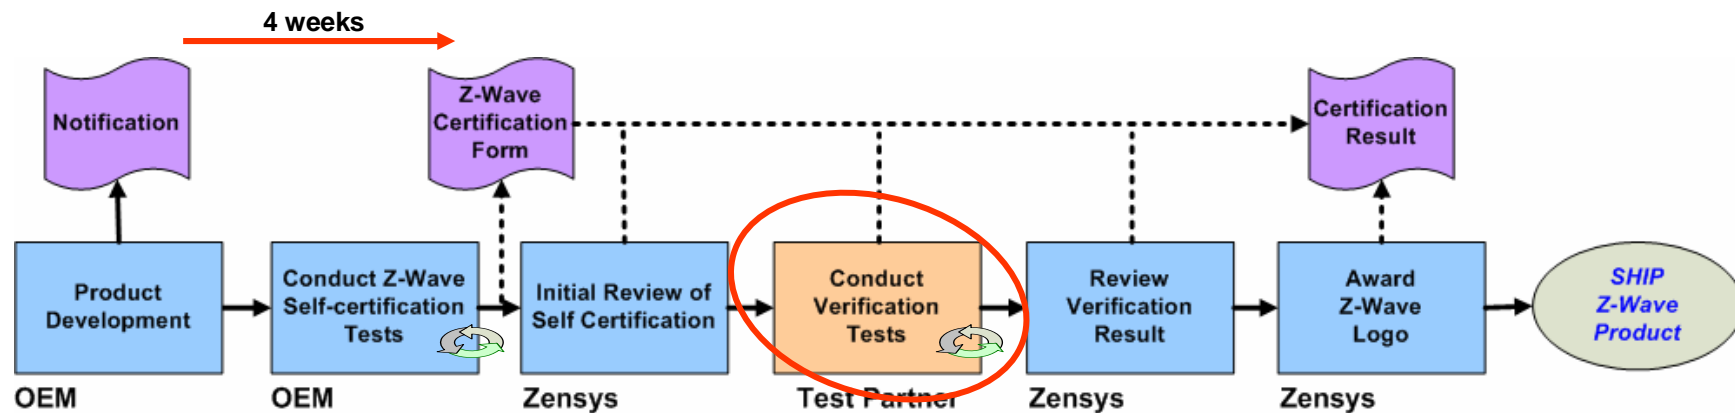 4 weeks
Notification
Z-Wave
Certification
Form
Certification
Result
Product
Development
Conduct Z-Wave
Self-certification
Tests
Initial Review of
Self Certification
Conduct
Verification
Tests
Review
Verification
Result
Award
Z-Wave
Logo
SHIP
Z-Wave
Product
OEM
OEM
Zensys
Test Partner
Zensys
Zensys